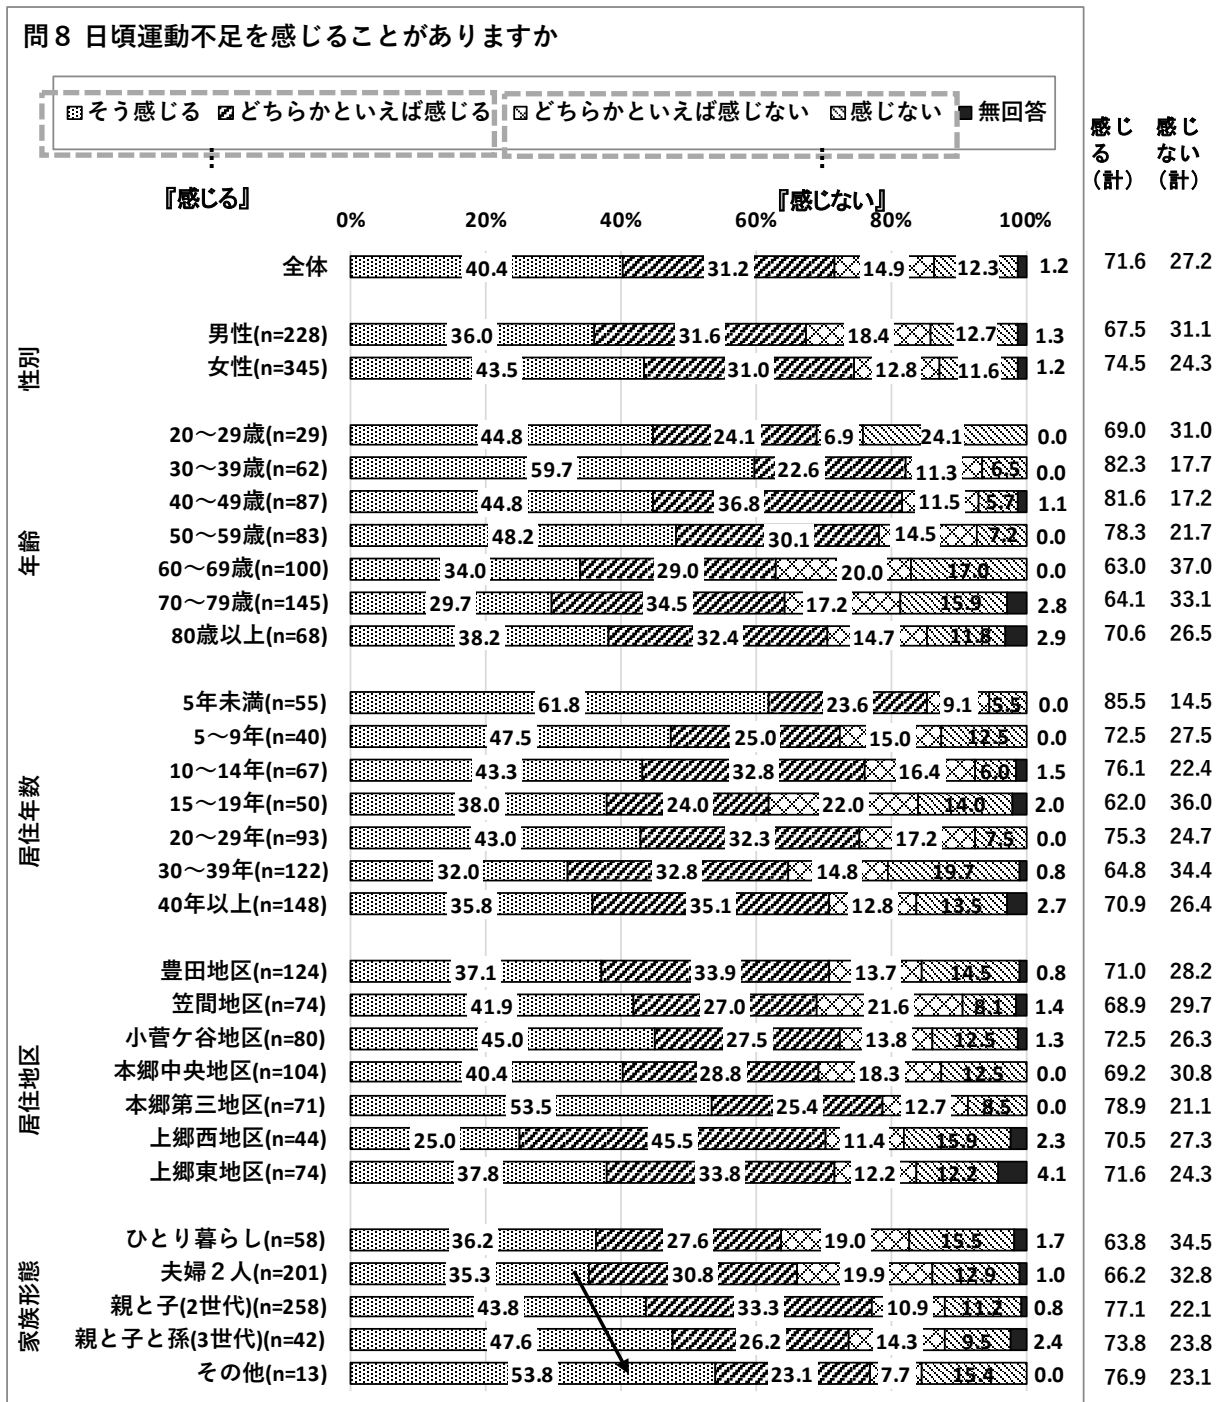 問８ 日頃運動不足を感じることがありますか
そう感じる どちらかといえば感じる どちらかといえば感じない 感じない 無回答
感じる（計） 感じない（計）
『感じる』 『感じない』
0% 20% 40% 60% 80% 100%
全体 40.4 31.2 14.9 12.3 1.2 71.6 27.2
性別
男性(n=228) 36.0 31.6 18.4 12.7 1.3 67.5 31.1
女性(n=345) 43.5 31.0 12.8 11.6 1.2 74.5 24.3
年齢
20～29歳(n=29) 44.8 24.1 6.9 24.1 0.0 69.0 31.0
30～39歳(n=62) 59.7 22.6 11.3 6.5 0.0 82.3 17.7
40～49歳(n=87) 44.8 36.8 11.5 5.7 1.1 81.6 17.2
50～59歳(n=83) 48.2 30.1 14.5 7.2 0.0 78.3 21.7
60～69歳(n=100) 34.0 29.0 20.0 17.0 0.0 63.0 37.0
70～79歳(n=145) 29.7 34.5 17.2 15.9 2.8 64.1 33.1
80歳以上(n=68) 38.2 32.4 14.7 11.8 2.9 70.6 26.5
居住年数
5年未満(n=55) 61.8 23.6 9.1 5.5 0.0 85.5 14.5
5～9年(n=40) 47.5 25.0 15.0 12.5 0.0 72.5 27.5
10～14年(n=67) 43.3 32.8 16.4 6.0 1.5 76.1 22.4
15～19年(n=50) 38.0 24.0 22.0 14.0 2.0 62.0 36.0
20～29年(n=93) 43.0 32.3 17.2 7.5 0.0 75.3 24.7
30～39年(n=122) 32.0 32.8 14.8 19.7 0.8 64.8 34.4
40年以上(n=148) 35.8 35.1 12.8 13.5 2.7 70.9 26.4
居住地区
豊田地区(n=124) 37.1 33.9 13.7 14.5 0.8 71.0 28.2
笠間地区(n=74) 41.9 27.0 21.6 8.1 1.4 68.9 29.7
小菅ケ谷地区(n=80) 45.0 27.5 13.8 12.5 1.3 72.5 26.3
本郷中央地区(n=104) 40.4 28.8 18.3 12.5 0.0 69.2 30.8
本郷第三地区(n=71) 53.5 25.4 12.7 8.5 0.0 78.9 21.1
上郷西地区(n=44) 25.0 45.5 11.4 15.9 2.3 70.5 27.3
上郷東地区(n=74) 37.8 33.8 12.2 12.2 4.1 71.6 24.3
家族形態
ひとり暮らし(n=58) 36.2 27.6 19.0 15.5 1.7 63.8 34.5
夫婦２人(n=201) 35.3 30.8 19.9 12.9 1.0 66.2 32.8
親と子(2世代)(n=258) 43.8 33.3 10.9 11.2 0.8 77.1 22.1
親と子と孫(3世代)(n=42) 47.6 26.2 14.3 9.5 2.4 73.8 23.8
その他(n=13) 53.8 23.1 7.7 15.4 0.0 76.9 23.1